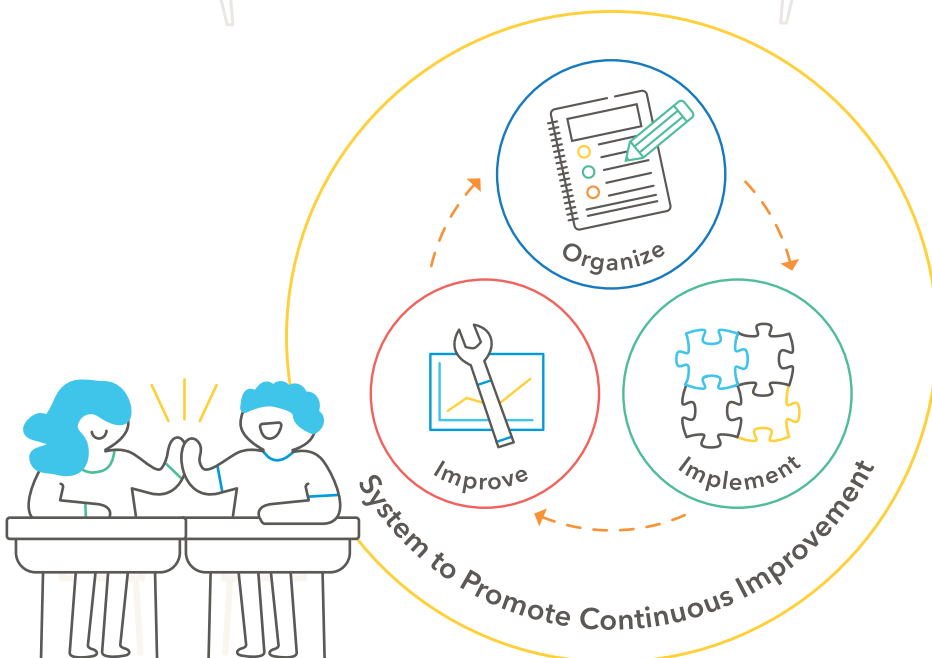 Organize
Improve
Implement
System to Promote Continuous Improvement